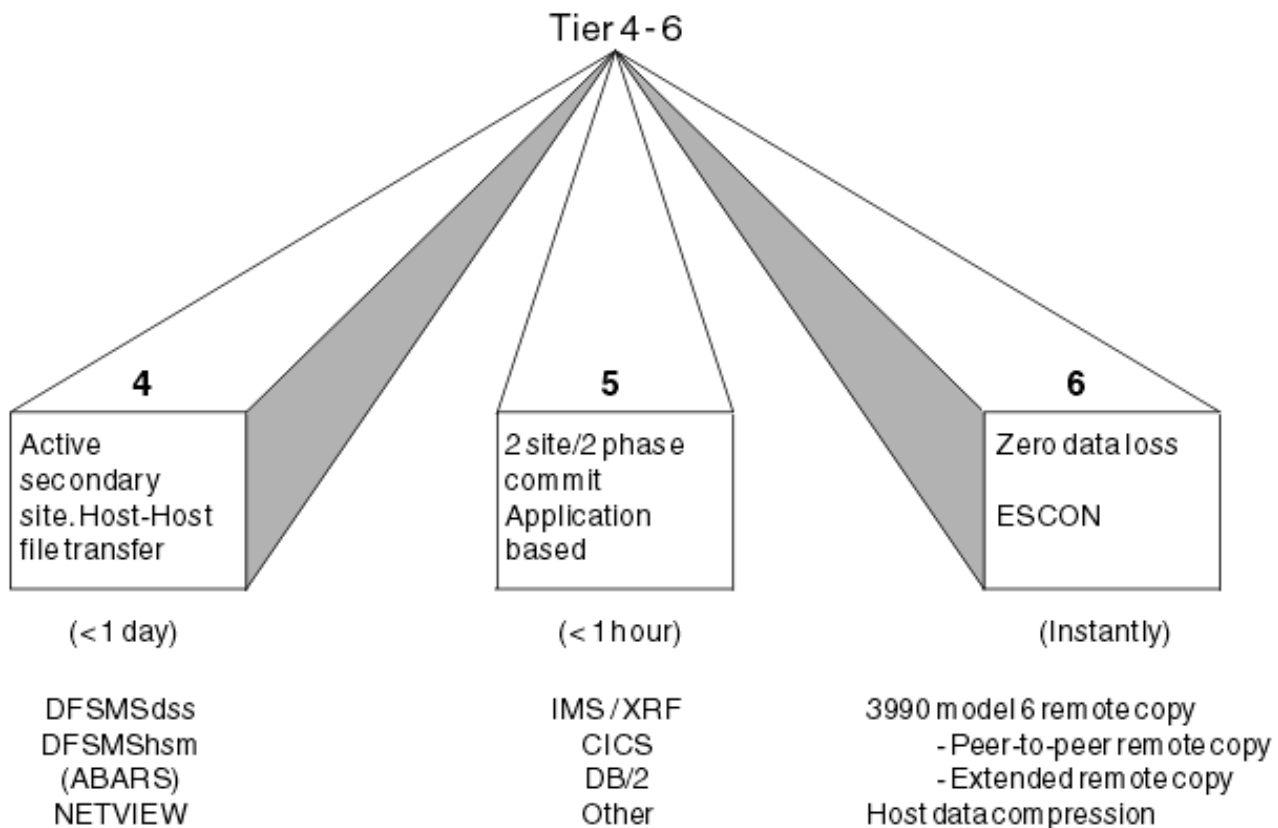 Tier 4 - 6
4
Active
secondary
site. Host-Host
file transfer
(< 1 day)
DFSMSdss
DFSMShsm
(ABARS)
NETVIEW
5
2 site/2 phase
commit
Application
based
(< 1 hour)
IMS / XRF
CICS
DB/2
Other
6
Zero data loss
ESCON
(Instantly)
3990 model 6 remote copy
- Peer-to-peer remote copy
- Extended remote copy
Host data compression